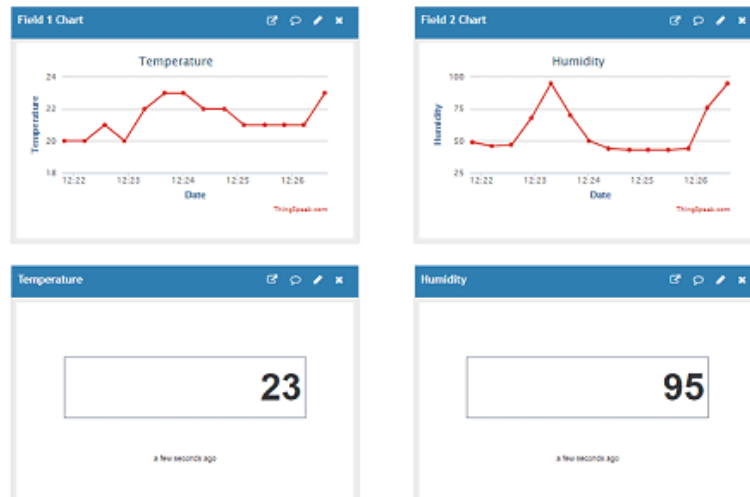 Field 1 Chart
Temperature
24
22
20
18
Temperature
12:22 12:23 12:24 12:25 12:26
Date
ThingSpeak.com
Field 2 Chart
Humidity
100
75
50
25
Humidity
12:22 12:23 12:24 12:25 12:26
Date
ThingSpeak.com
Temperature
23
a few seconds ago
Humidity
95
a few seconds ago